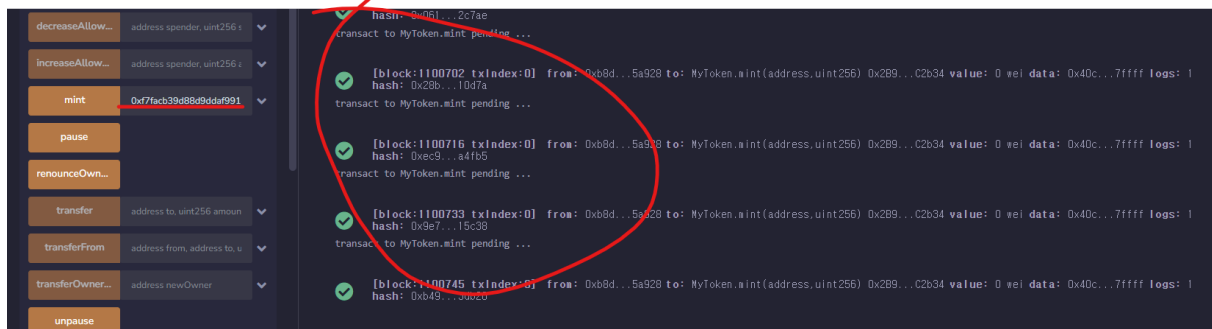 decreaseAllow... address spender, uint256 s
increaseAllow... address spender, uint256 a
mint 0xf7facb39d88d9ddaf991
pause
renounceOwn...
transfer address to, uint256 amoun
transferFrom address from, address to, u
transferOwner... address newOwner
unpause
hash: 0x061...2c7ae
transact to MyToken.mint pending ...
[block:1100702 txIndex:0] from: 0xb8d...5a928 to: MyToken.mint(address,uint256) 0x2B9...C2b34 value: 0 wei data: 0x40c...7ffff logs: 1
hash: 0x28b...10d7a
transact to MyToken.mint pending ...
[block:1100716 txIndex:0] from: 0xb8d...5a928 to: MyToken.mint(address,uint256) 0x2B9...C2b34 value: 0 wei data: 0x40c...7ffff logs: 1
hash: 0xec9...a4fb5
transact to MyToken.mint pending ...
[block:1100733 txIndex:0] from: 0xb8d...5a928 to: MyToken.mint(address,uint256) 0x2B9...C2b34 value: 0 wei data: 0x40c...7ffff logs: 1
hash: 0x9e7...15c38
transact to MyToken.mint pending ...
[block:1100745 txIndex:0] from: 0xb8d...5a928 to: MyToken.mint(address,uint256) 0x2B9...C2b34 value: 0 wei data: 0x40c...7ffff logs: 1
hash: